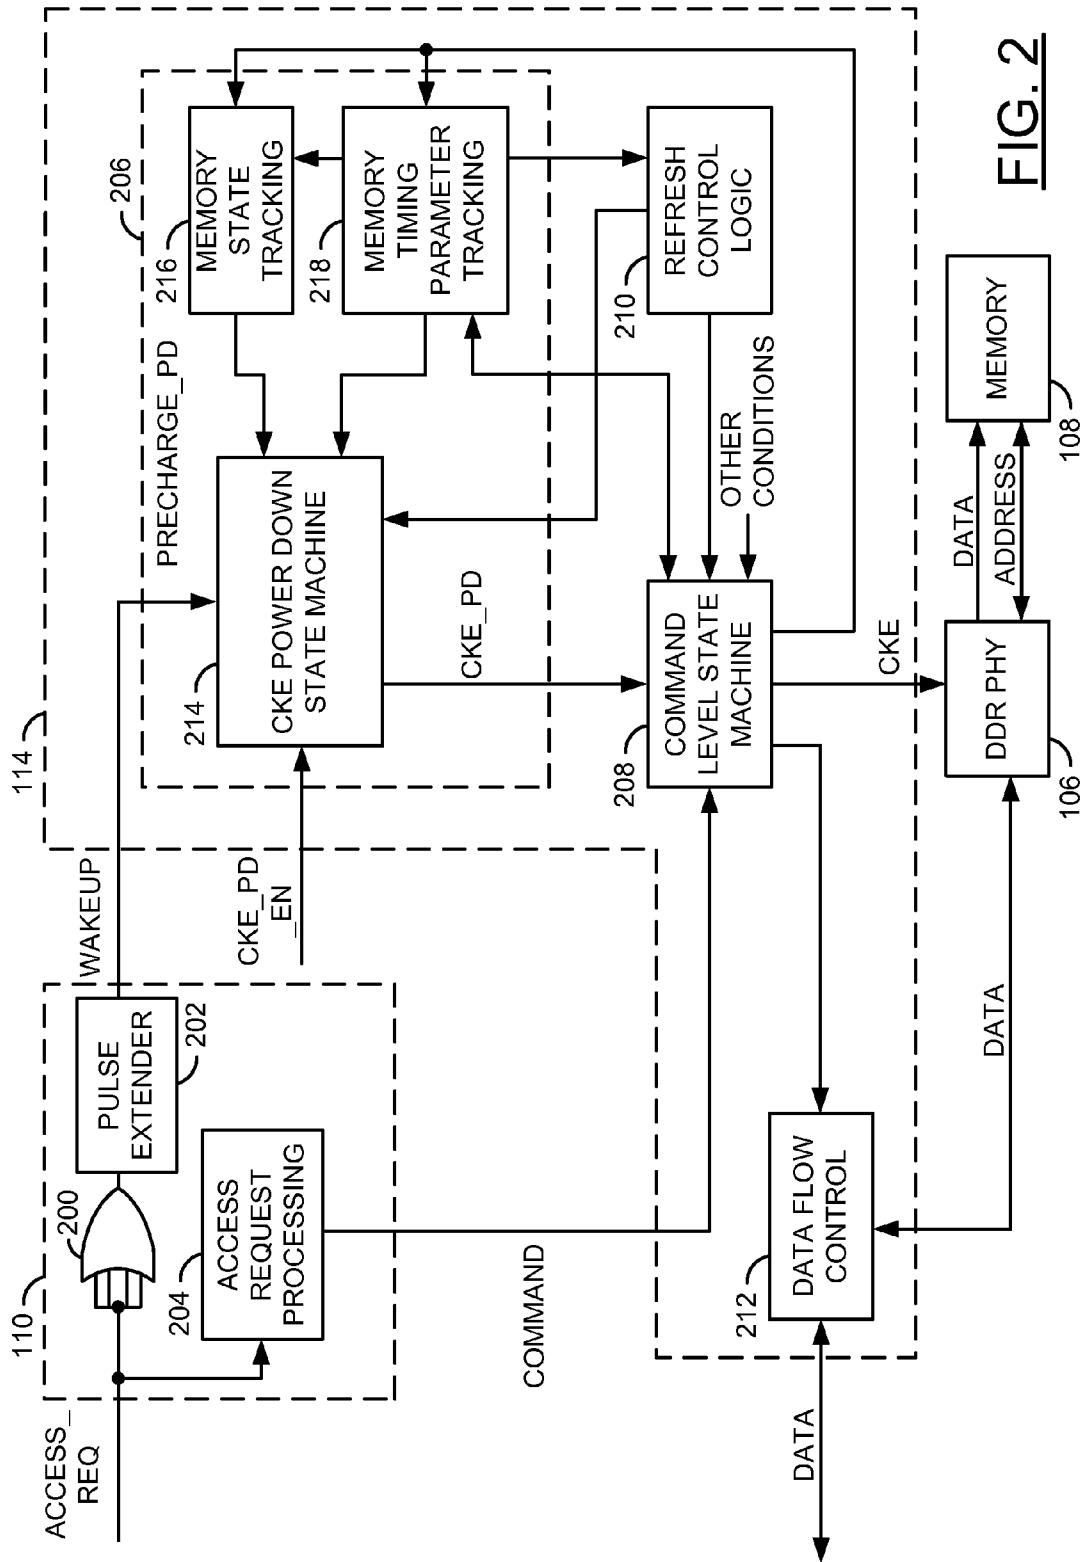 114
206
216
MEMORY
STATE
TRACKING
218
MEMORY
TIMING
PARAMETER
TRACKING
PRECHARGE_PD
214
CKE POWER DOWN
STATE MACHINE
CKE_PD
210
REFRESH
CONTROL
LOGIC
OTHER
CONDITIONS
208
COMMAND
LEVEL STATE
MACHINE
CKE
110
ACCESS_
REQ
200
PULSE
EXTENDER
202
WAKEUP
204
ACCESS
REQUEST
PROCESSING
CKE_PD
_EN
COMMAND
212
DATA FLOW
CONTROL
DATA
DATA
DDR PHY
106
DATA
ADDRESS
MEMORY
108
FIG. 2